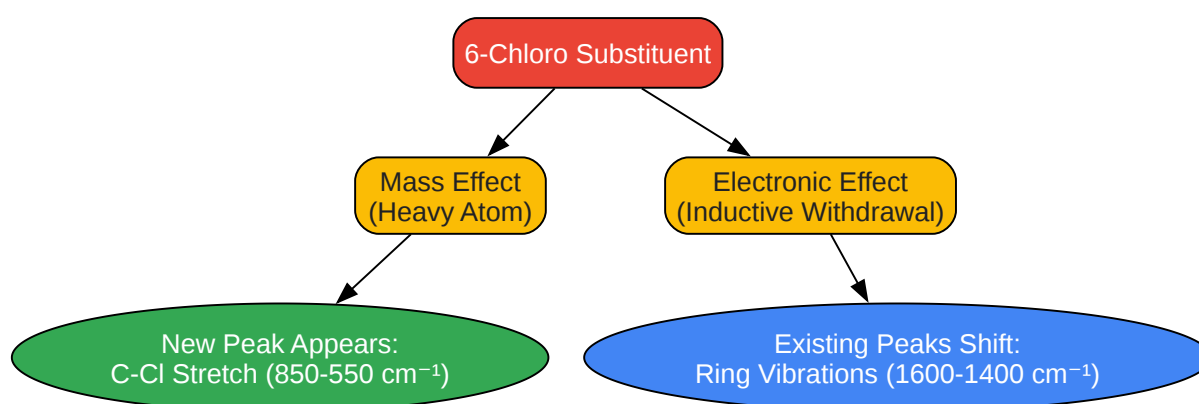 6-Chloro Substituent
Mass Effect
(Heavy Atom)
Electronic Effect
(Inductive Withdrawal)
New Peak Appears:
C-Cl Stretch (850-550 cm⁻¹)
Existing Peaks Shift:
Ring Vibrations (1600-1400 cm⁻¹)